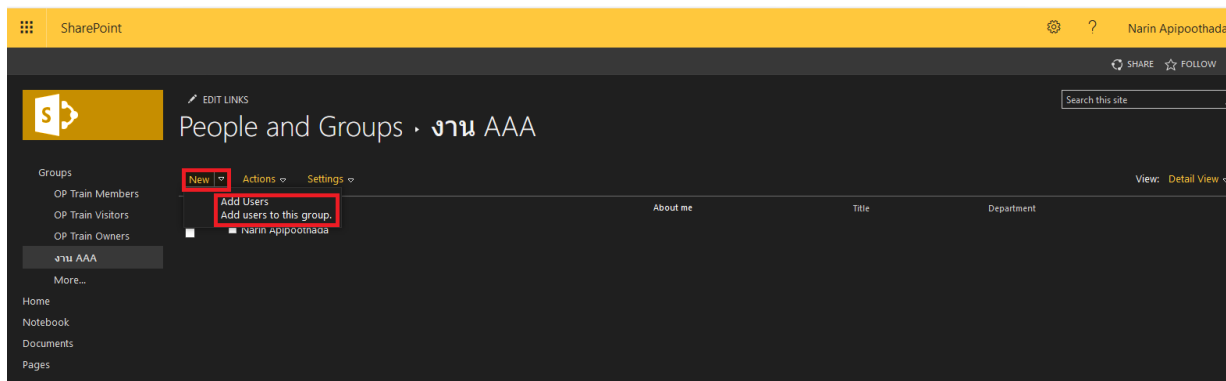 SharePoint
?
Narin Apipoothada
SHARE FOLLOW
S
EDIT LINKS
Search this site
People and Groups › งาน AAA
Groups
OP Train Members
OP Train Visitors
OP Train Owners
งาน AAA
More...
Home
Notebook
Documents
Pages
New Actions Settings
View: Detail View
Add Users
Add users to this group.
About me Title Department
Narin Apipoothada